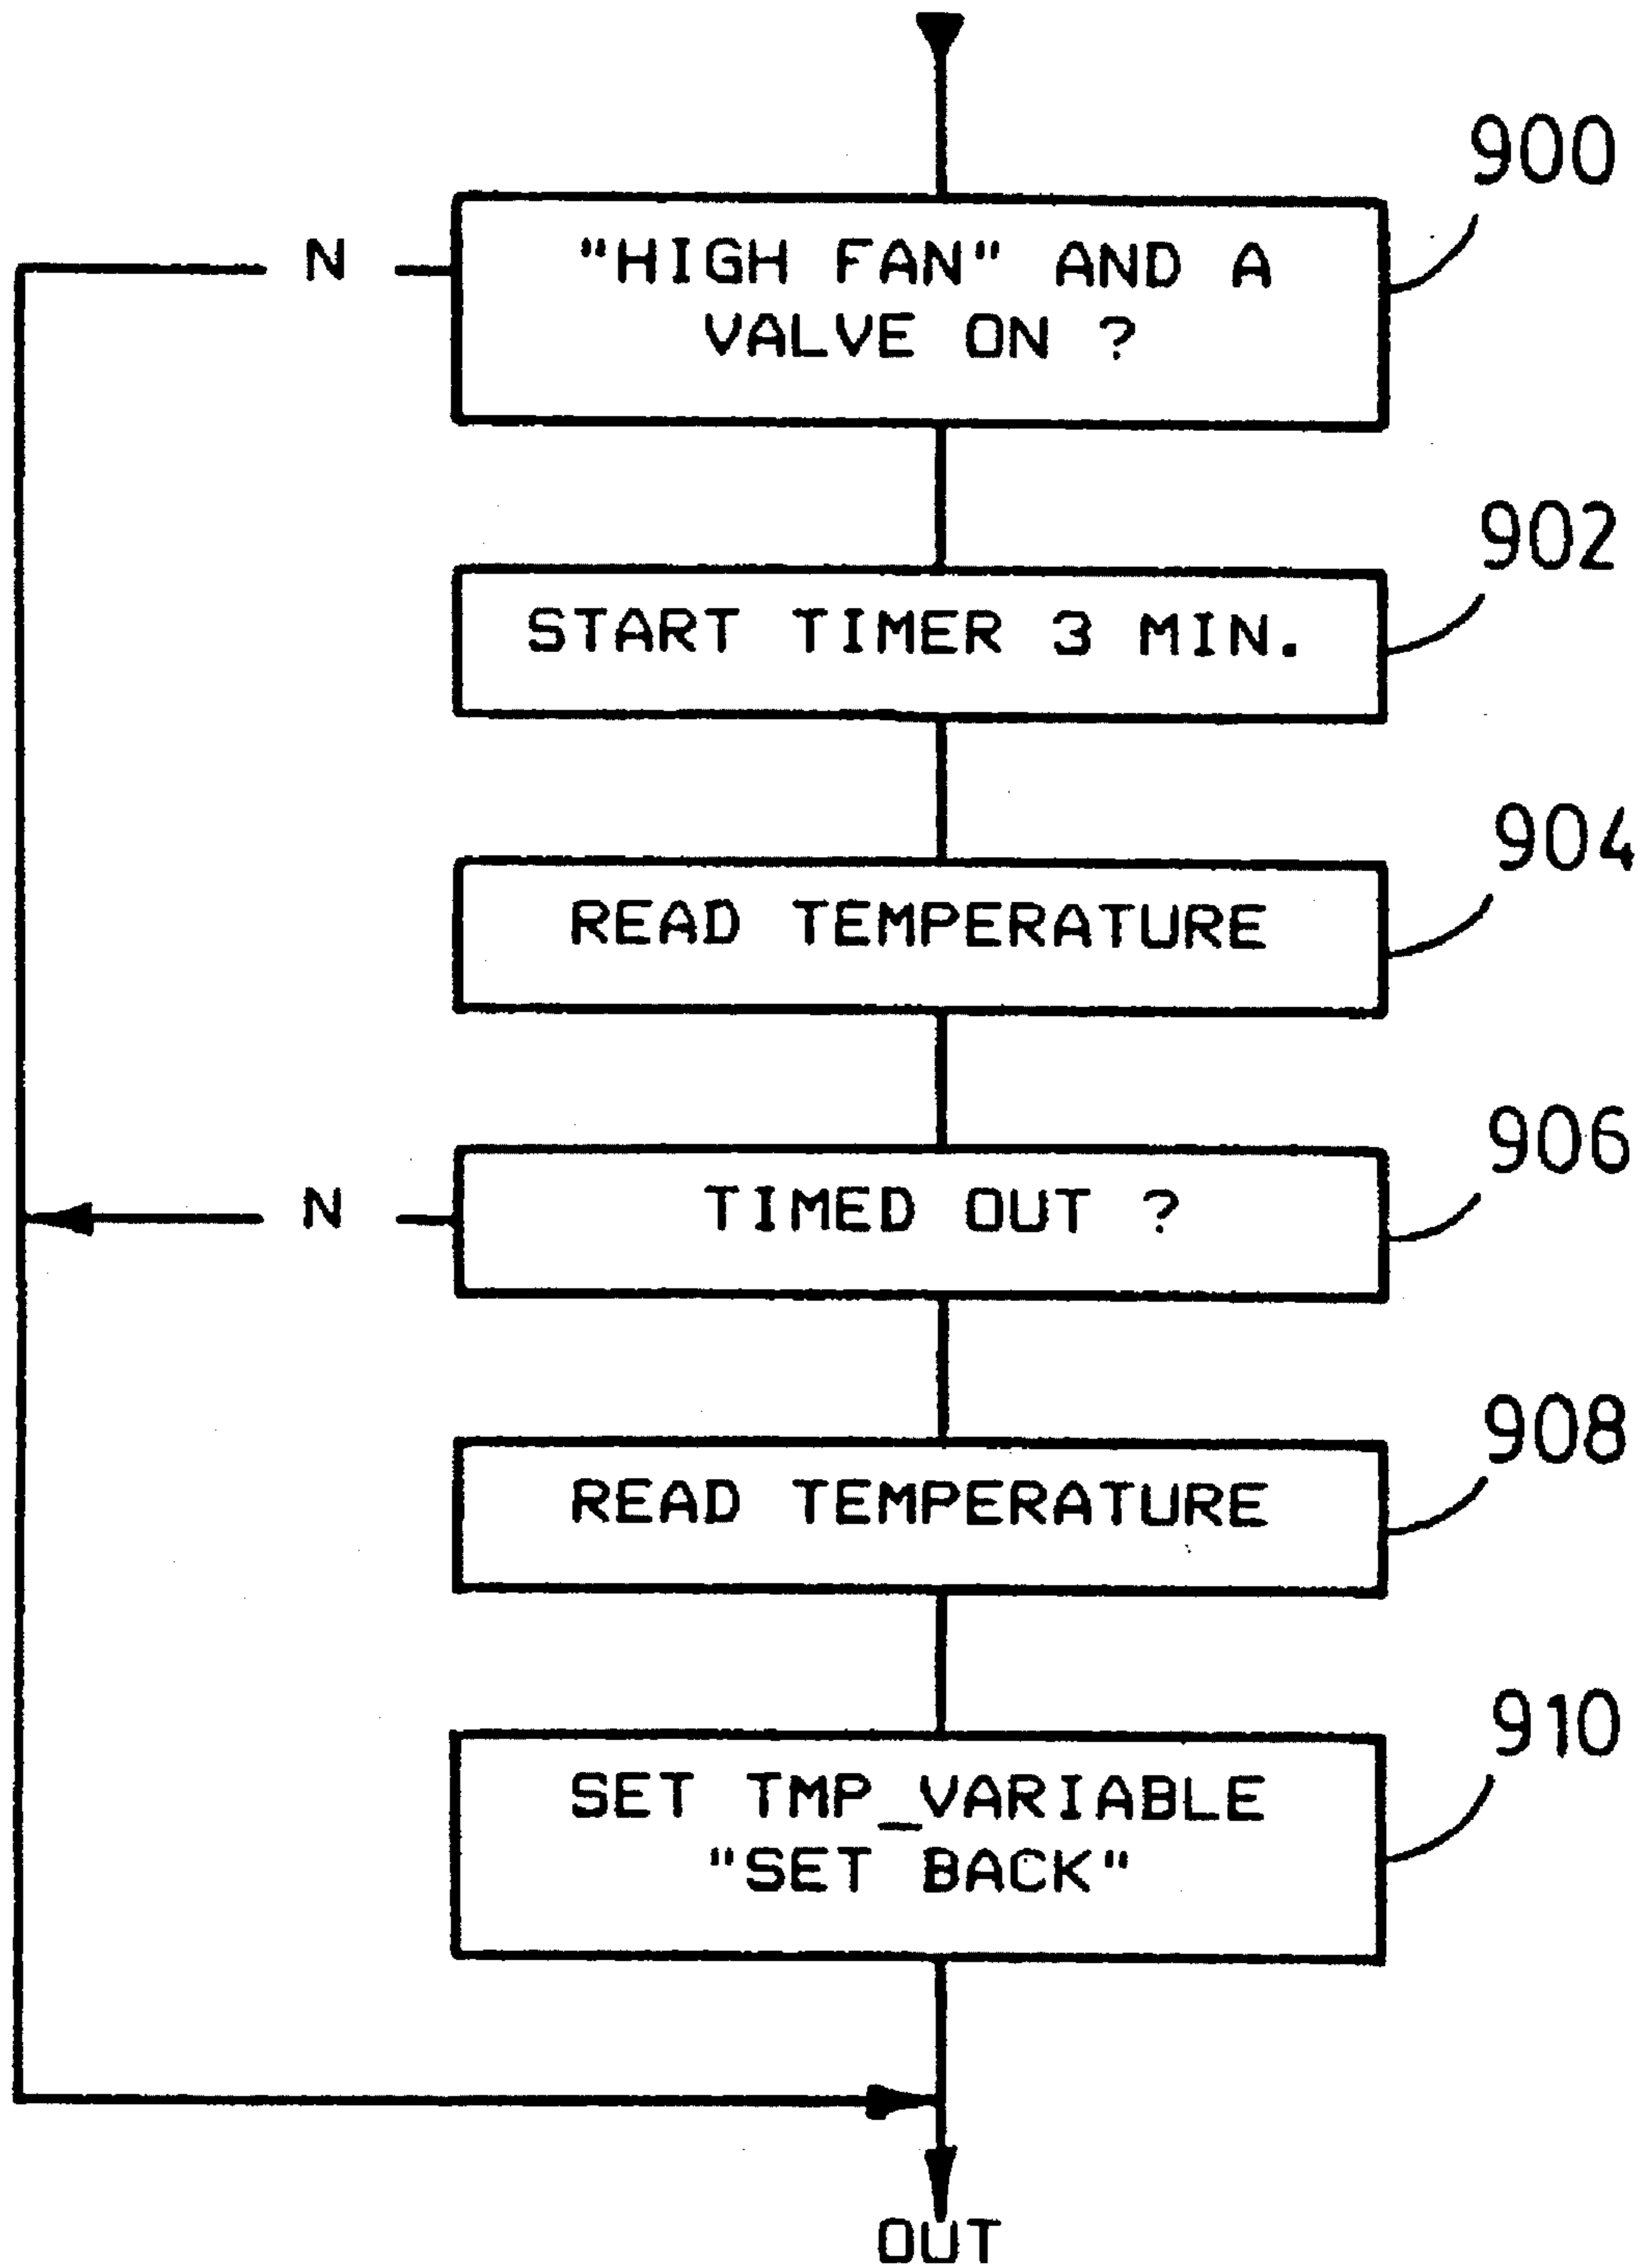 900
N
"HIGH FAN" AND A
VALVE ON ?
902
START TIMER 3 MIN.
904
READ TEMPERATURE
906
N
TIMED OUT ?
908
READ TEMPERATURE
910
SET TMP_VARIABLE
"SET BACK"
OUT